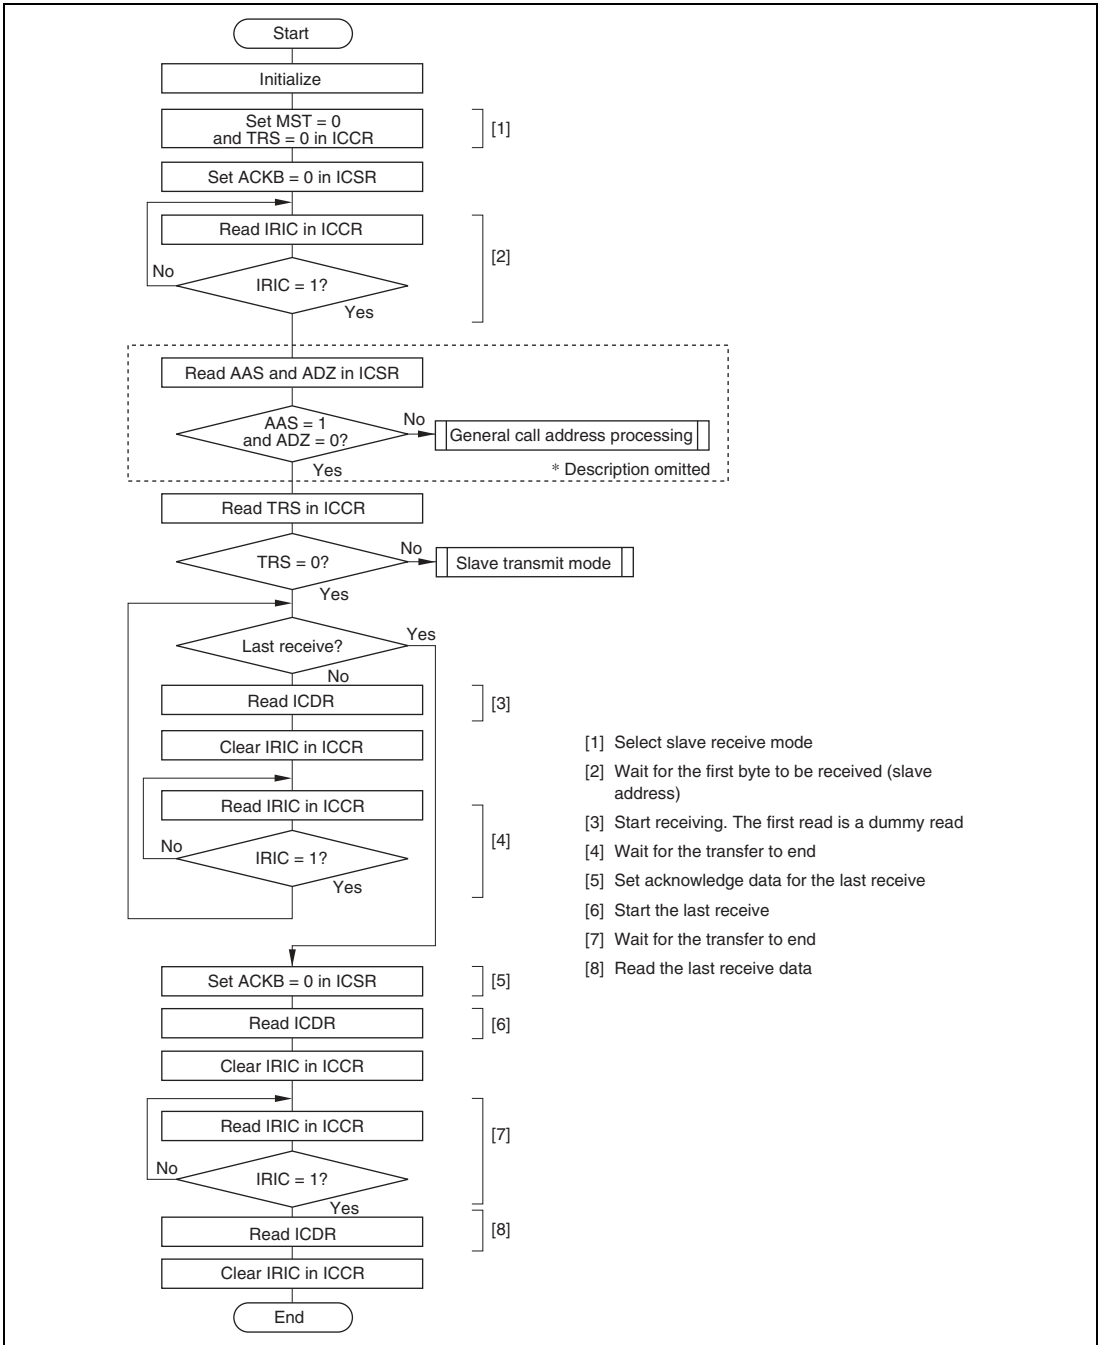 Start
Initialize
Set MST = 0
and TRS = 0 in ICCR
[1]
Set ACKB = 0 in ICSR
Read IRIC in ICCR
[2]
No
IRIC = 1?
Yes
Read AAS and ADZ in ICSR
AAS = 1
and ADZ = 0?
No
General call address processing
Yes
* Description omitted
Read TRS in ICCR
TRS = 0?
No
Slave transmit mode
Yes
Last receive?
Yes
No
Read ICDR
[3]
Clear IRIC in ICCR
Read IRIC in ICCR
[4]
No
IRIC = 1?
Yes
[1] Select slave receive mode
[2] Wait for the first byte to be received (slave
address)
[3] Start receiving. The first read is a dummy read
[4] Wait for the transfer to end
[5] Set acknowledge data for the last receive
[6] Start the last receive
[7] Wait for the transfer to end
[8] Read the last receive data
Set ACKB = 0 in ICSR
[5]
Read ICDR
[6]
Clear IRIC in ICCR
Read IRIC in ICCR
[7]
No
IRIC = 1?
Yes
Read ICDR
[8]
Clear IRIC in ICCR
End